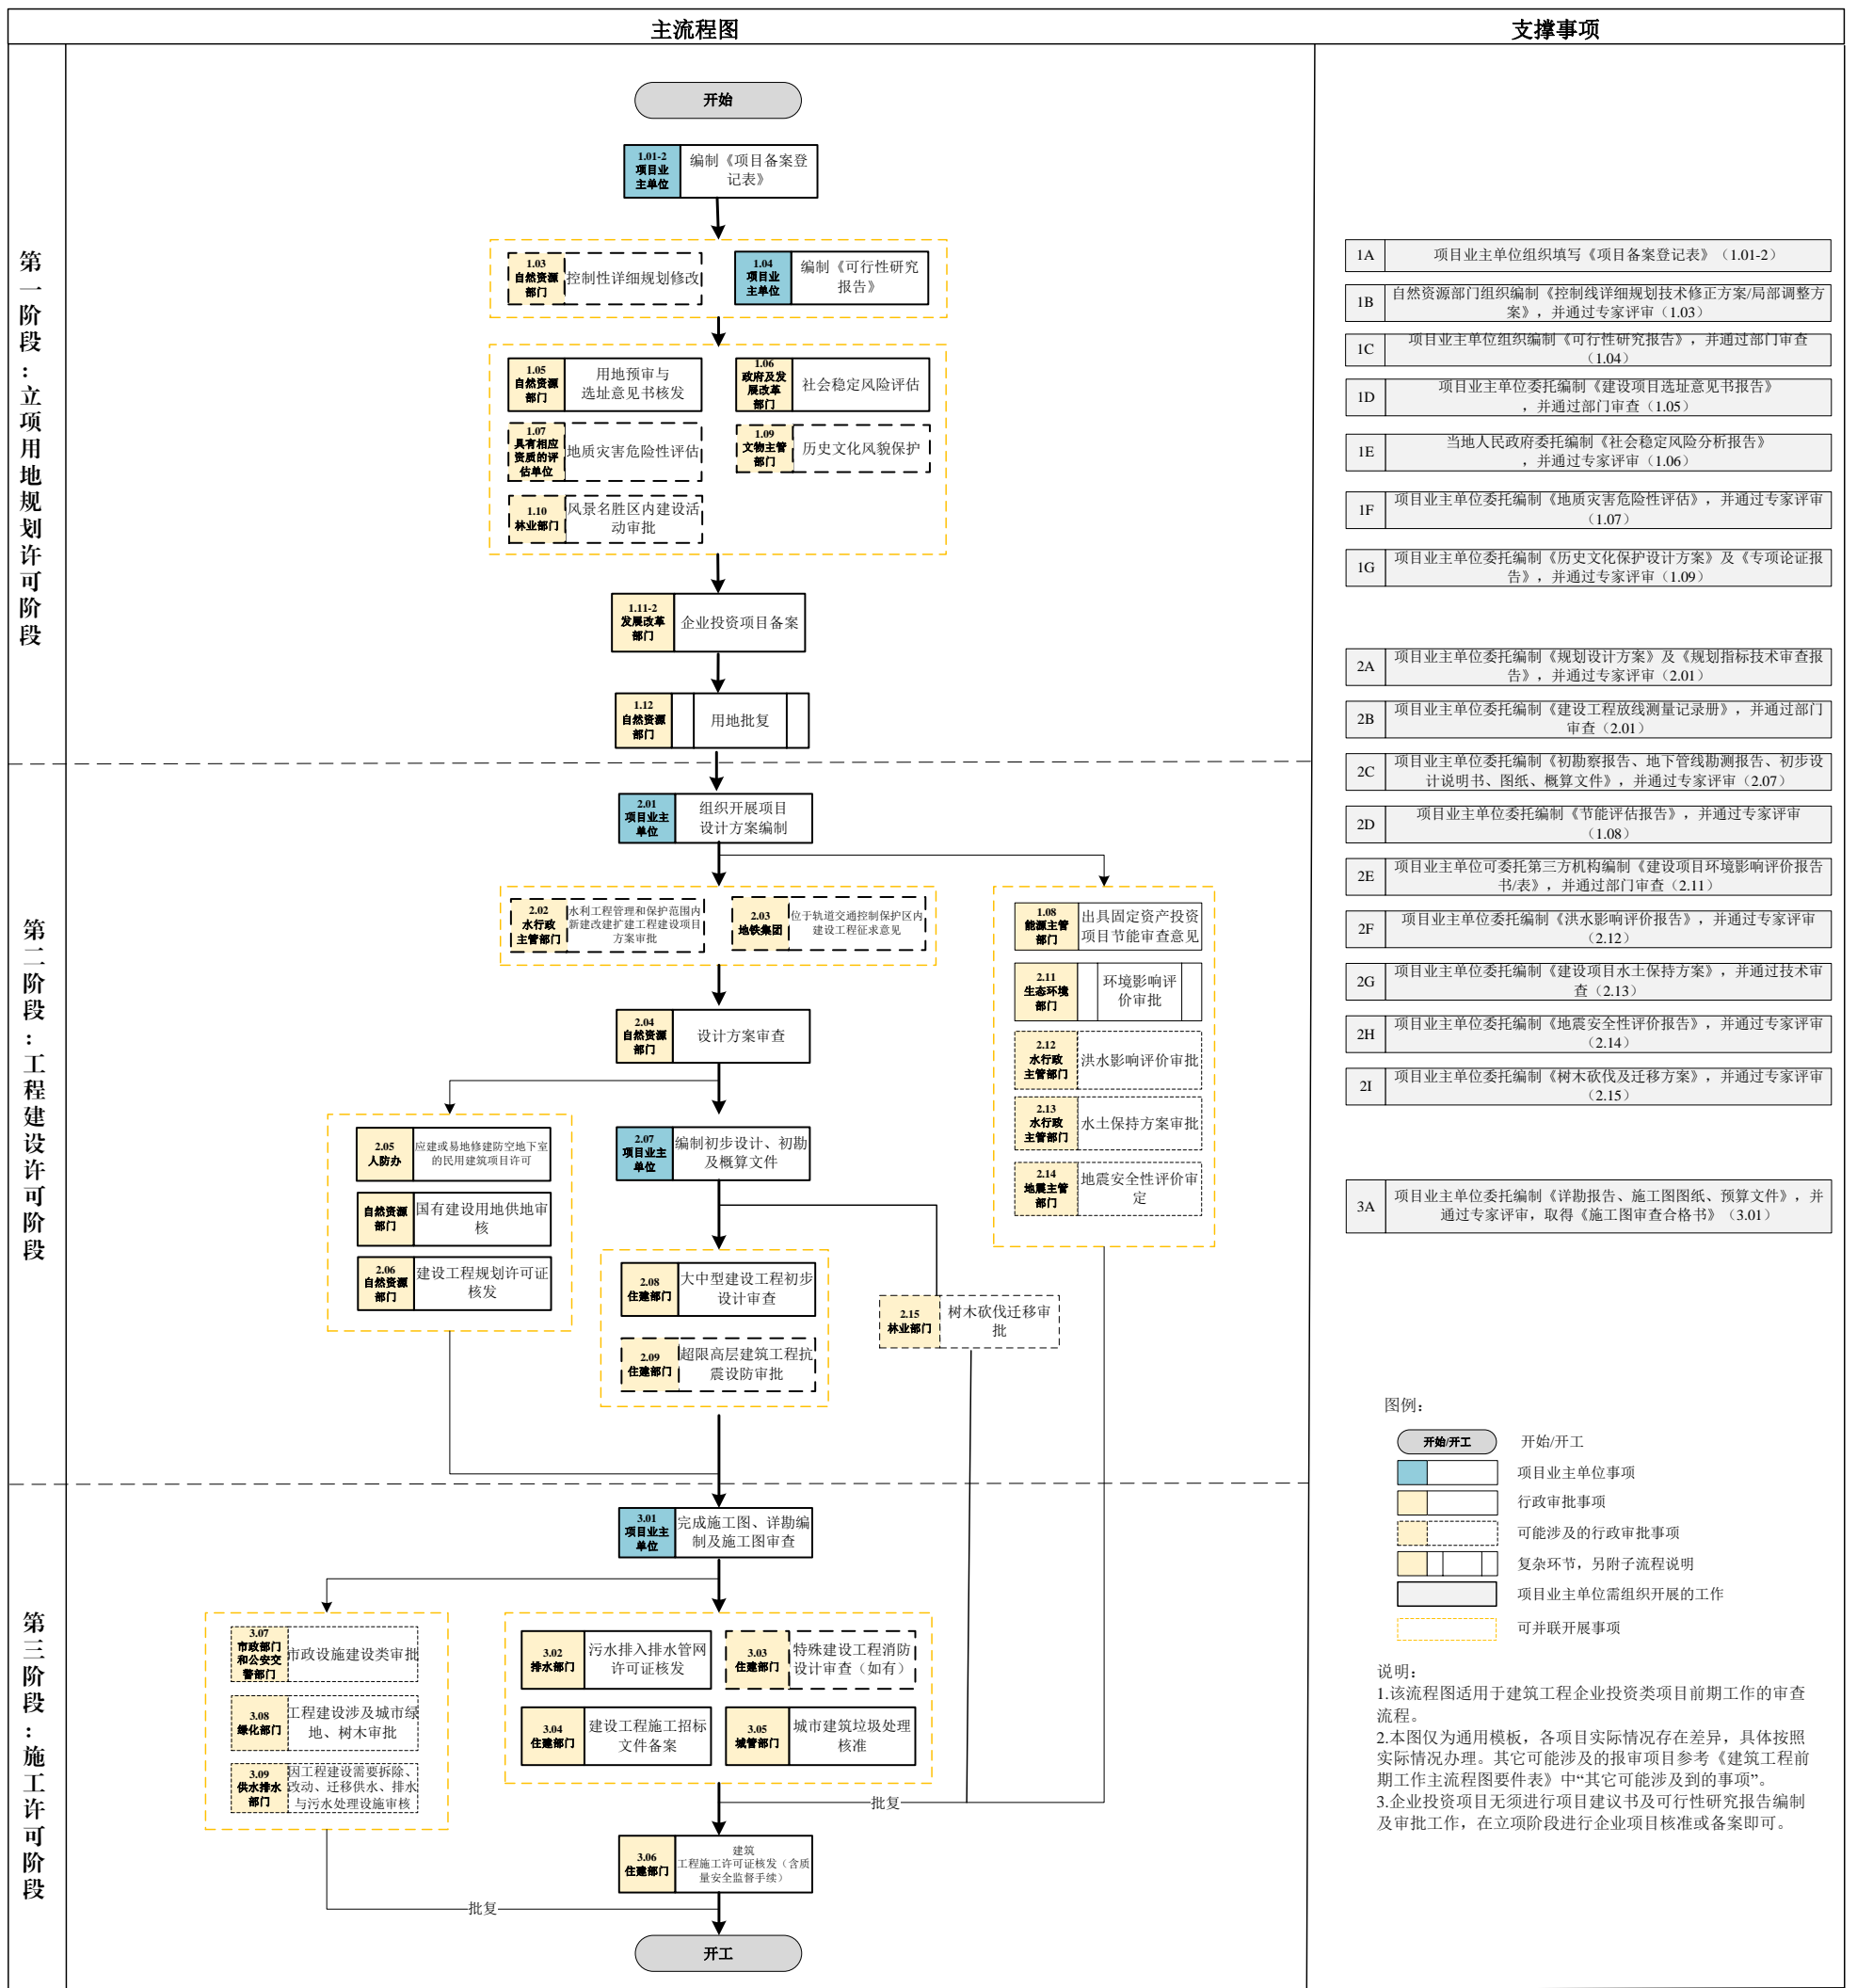 主流程图
支撑事项
第一阶段：立项用地规划许可阶段
开始
1.01-2
项目业
主单位
编制《项目备案登
记表》
1.03
自然资源
部门
控制性详细规划修改
1.04
项目业
主单位
编制《可行性研究
报告》
1.05
自然资源
部门
用地预审与
选址意见书核发
1.06
政府及发
展改革
部门
社会稳定风险评估
1.07
具有相应
资质的评
估单位
地质灾害危险性评估
1.09
文物主管
部门
历史文化风貌保护
1.10
林业部门
风景名胜区内建设活
动审批
1.11-2
发展改革
部门
企业投资项目备案
1.12
自然资源
部门
用地批复
第二阶段：工程建设许可阶段
2.01
项目业主
单位
组织开展项目
设计方案编制
2.02
水行政
主管部门
水利工程管理和保护范围内
新建改建扩建工程建设项目
方案审批
2.03
地铁集团
位于轨道交通控制保护区内
建设工程征求意见
1.08
能源主管
部门
出具固定资产投资
项目节能审查意见
2.11
生态环境
部门
环境影响评
价审批
2.12
水行政
主管部门
洪水影响评价审批
2.13
水行政
主管部门
水土保持方案审批
2.14
地震主管
部门
地震安全性评价审
定
2.04
自然资源
部门
设计方案审查
2.05
人防办
应建或易地修建防空地下室
的民用建筑项目许可
自然资源
部门
国有建设用地供地审
核
2.06
自然资源
部门
建设工程规划许可证
核发
2.07
项目业主
单位
编制初步设计、初勘
及概算文件
2.08
住建部门
大中型建设工程初步
设计审查
2.09
住建部门
超限高层建筑工程抗
震设防审批
2.15
林业部门
树木砍伐迁移审
批
第三阶段：施工许可阶段
3.01
项目业主
单位
完成施工图、详勘编
制及施工图审查
3.07
市政部门
和公安交
警部门
市政设施建设类审批
3.08
绿化部门
工程建设涉及城市绿
地、树木审批
3.09
供水排水
部门
因工程建设需要拆除、
改动、迁移供水、排水
与污水处理设施审核
3.02
排水部门
污水排入排水管网
许可证核发
3.03
住建部门
特殊建设工程消防
设计审查（如有）
3.04
住建部门
建设工程施工招标
文件备案
3.05
城管部门
城市建筑垃圾处理
核准
批复
3.06
住建部门
建筑
工程施工许可证核发（含质
量安全监督手续）
批复
开工
1A
项目业主单位组织填写《项目备案登记表》（1.01-2）
1B
自然资源部门组织编制《控制线详细规划技术修正方案/局部调整方
案》，并通过专家评审（1.03）
1C
项目业主单位组织编制《可行性研究报告》，并通过部门审查
（1.04）
1D
项目业主单位委托编制《建设项目选址意见书报告》
，并通过部门审查（1.05）
1E
当地人民政府委托编制《社会稳定风险分析报告》
，并通过专家评审（1.06）
1F
项目业主单位委托编制《地质灾害危险性评估》，并通过专家评审
（1.07）
1G
项目业主单位委托编制《历史文化保护设计方案》及《专项论证报
告》，并通过专家评审（1.09）
2A
项目业主单位委托编制《规划设计方案》及《规划指标技术审查报
告》，并通过专家评审（2.01）
2B
项目业主单位委托编制《建设工程放线测量记录册》，并通过部门
审查（2.01）
2C
项目业主单位委托编制《初勘察报告、地下管线勘测报告、初步设
计说明书、图纸、概算文件》，并通过专家评审（2.07）
2D
项目业主单位委托编制《节能评估报告》，并通过专家评审
（1.08）
2E
项目业主单位可委托第三方机构编制《建设项目环境影响评价报告
书/表》，并通过部门审查（2.11）
2F
项目业主单位委托编制《洪水影响评价报告》，并通过专家评审
（2.12）
2G
项目业主单位委托编制《建设项目水土保持方案》，并通过技术审
查（2.13）
2H
项目业主单位委托编制《地震安全性评价报告》，并通过专家评审
（2.14）
2I
项目业主单位委托编制《树木砍伐及迁移方案》，并通过专家评审
（2.15）
3A
项目业主单位委托编制《详勘报告、施工图图纸、预算文件》，并
通过专家评审，取得《施工图审查合格书》（3.01）
图例：
开始/开工
开始/开工
项目业主单位事项
行政审批事项
可能涉及的行政审批事项
复杂环节，另附子流程说明
项目业主单位需组织开展的工作
可并联开展事项
说明：
1.该流程图适用于建筑工程企业投资类项目前期工作的审查
流程。
2.本图仅为通用模板，各项目实际情况存在差异，具体按照
实际情况办理。其它可能涉及的报审项目参考《建筑工程前
期工作主流程图要件表》中“其它可能涉及到的事项”。
3.企业投资项目无须进行项目建议书及可行性研究报告编制
及审批工作，在立项阶段进行企业项目核准或备案即可。